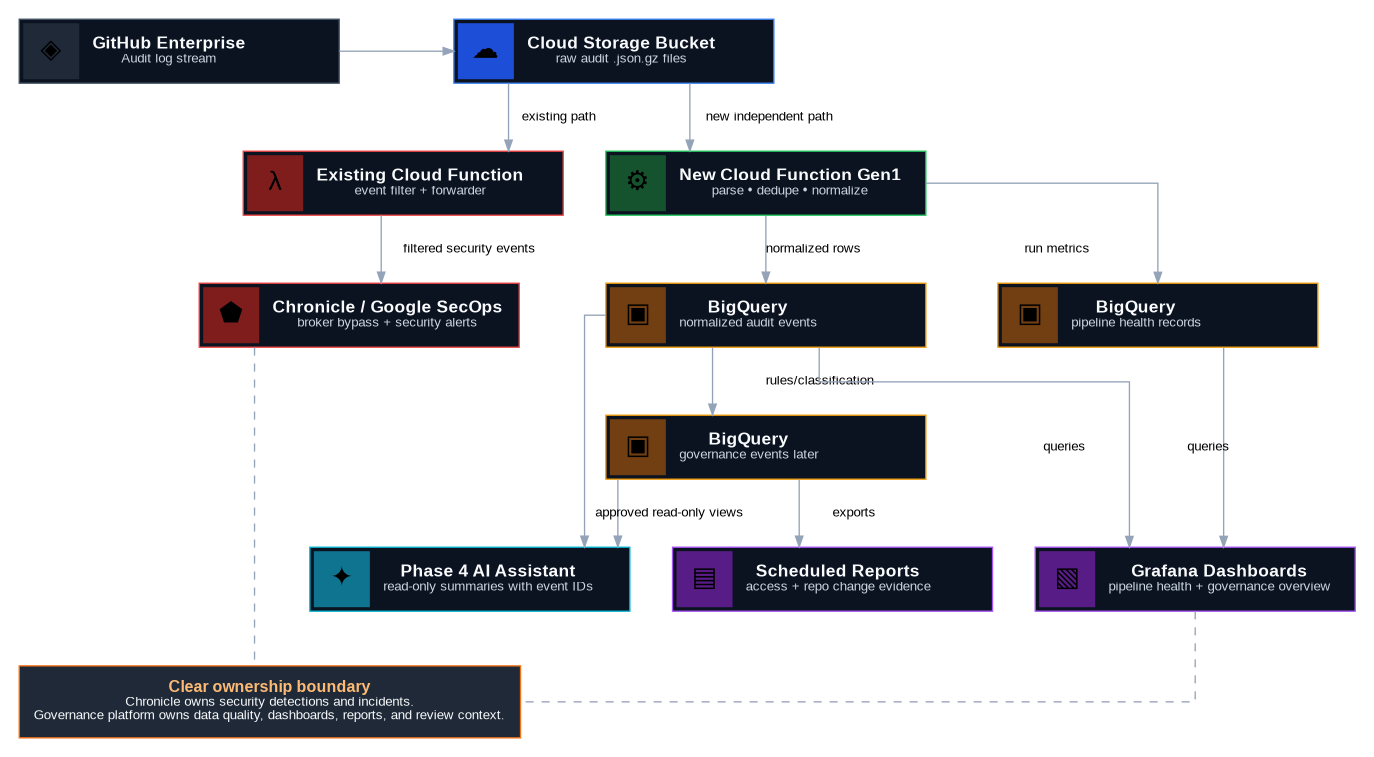 GitHub Enterprise
Audit log stream
Cloud Storage Bucket
raw audit .json.gz files
existing path
new independent path
λ
Existing Cloud Function
event filter + forwarder
New Cloud Function Gen1
parse • dedupe • normalize
filtered security events
normalized rows
run metrics
Chronicle / Google SecOps
broker bypass + security alerts
BigQuery
normalized audit events
BigQuery
pipeline health records
rules/classification
BigQuery
governance events later
queries
queries
approved read-only views
exports
Phase 4 AI Assistant
read-only summaries with event IDs
Scheduled Reports
access + repo change evidence
Grafana Dashboards
pipeline health + governance overview
Clear ownership boundary
Chronicle owns security detections and incidents.
Governance platform owns data quality, dashboards, reports, and review context.